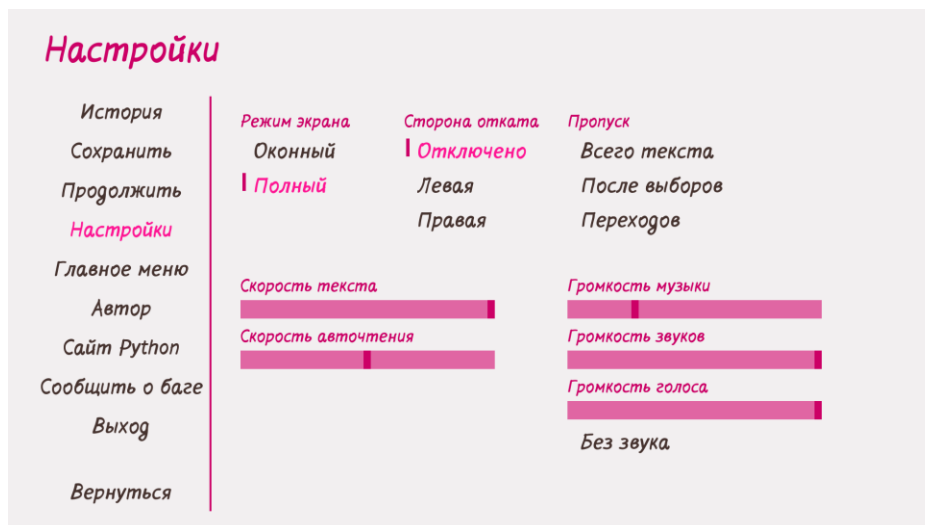 Настройки
История
Сохранить
Продолжить
Настройки
Главное меню
Автор
Сайт Python
Сообщить о баге
Выход
Вернуться
Режим экрана
Оконный
Полный
Сторона отката
Отключено
Левая
Правая
Пропуск
Всего текста
После выборов
Переходов
Скорость текста
Скорость авточтения
Громкость музыки
Громкость звуков
Громкость голоса
Без звука